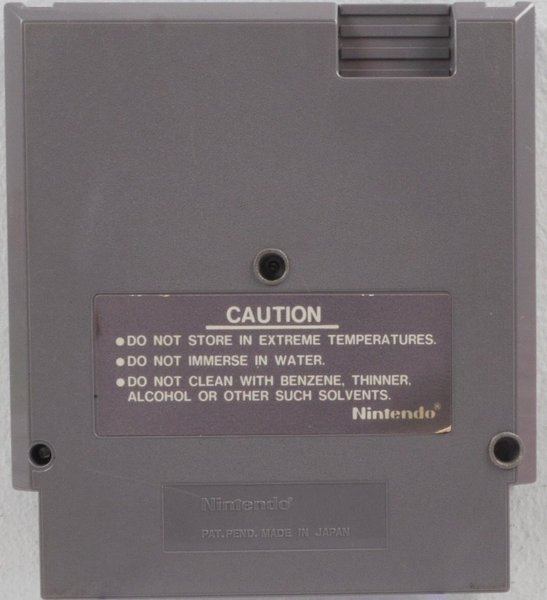 CAUTION
● DO NOT STORE IN EXTREME TEMPERATURES.
● DO NOT IMMERSE IN WATER.
● DO NOT CLEAN WITH BENZENE, THINNER,
ALCOHOL OR OTHER SUCH SOLVENTS.
Nintendo®
Nintendo®
PAT. PEND. MADE IN JAPAN